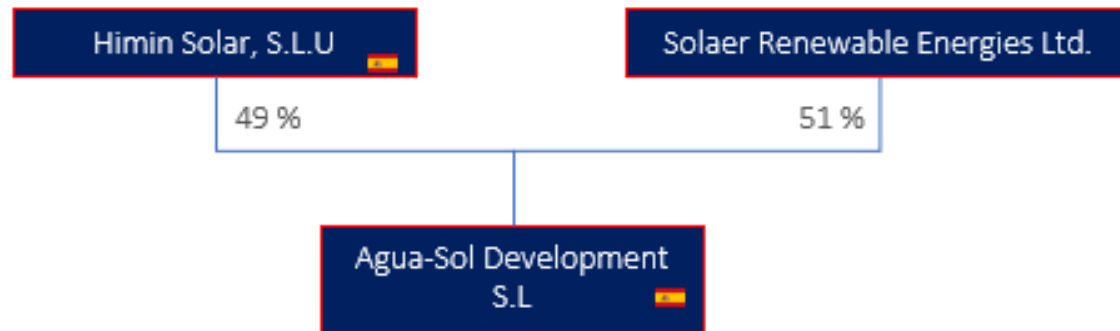 Himin Solar, S.L.U
Solaer Renewable Energies Ltd.
49 %
51 %
Agua-Sol Development
S.L